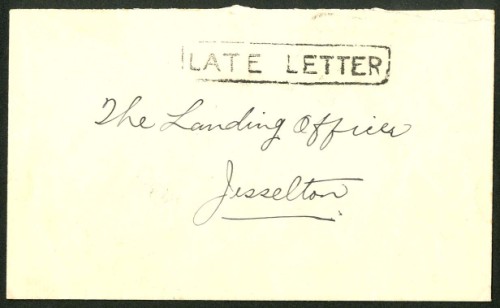 LATE LETTER
The Landing Officer
Jesselton